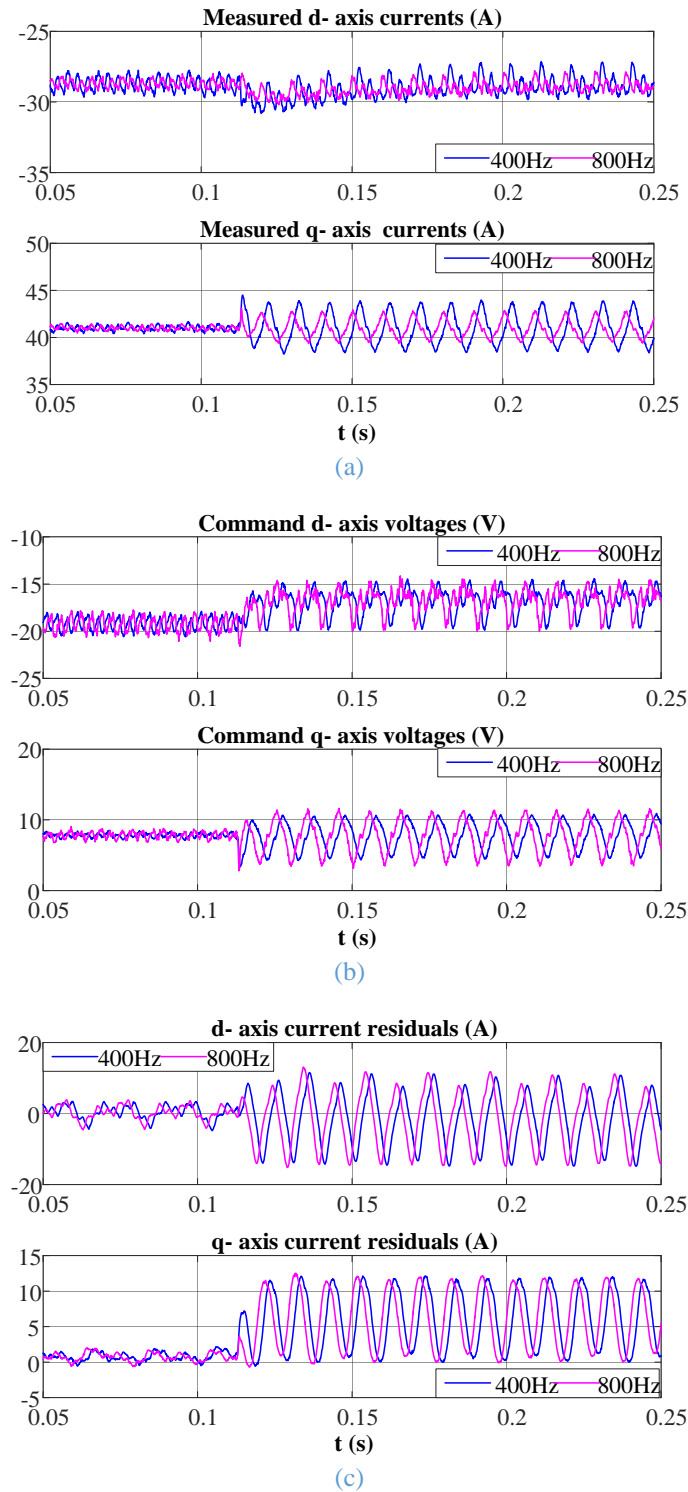 Measured d- axis currents (A)
-25
-30
-35
400Hz 800Hz
0.05 0.1 0.15 0.2 0.25
Measured q- axis currents (A)
50
45
40
35
400Hz 800Hz
0.05 0.1 0.15 0.2 0.25
t (s)
(a)
Command d- axis voltages (V)
-10
-15
-20
-25
400Hz 800Hz
0.05 0.1 0.15 0.2 0.25
Command q- axis voltages (V)
20
10
0
400Hz 800Hz
0.05 0.1 0.15 0.2 0.25
t (s)
(b)
d- axis current residuals (A)
20
0
-20
400Hz 800Hz
0.05 0.1 0.15 0.2 0.25
q- axis current residuals (A)
15
10
5
0
-5
400Hz 800Hz
0.05 0.1 0.15 0.2 0.25
t (s)
(c)